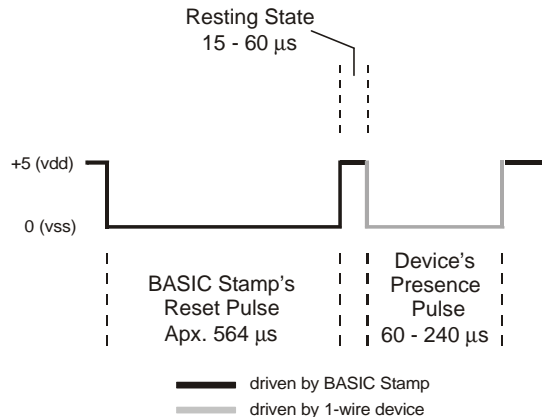 Resting State
15 - 60 μs
+5 (vdd)
0 (vss)
BASIC Stamp's
Reset Pulse
Apx. 564 μs
Device's
Presence
Pulse
60 - 240 μs
driven by BASIC Stamp
driven by 1-wire device